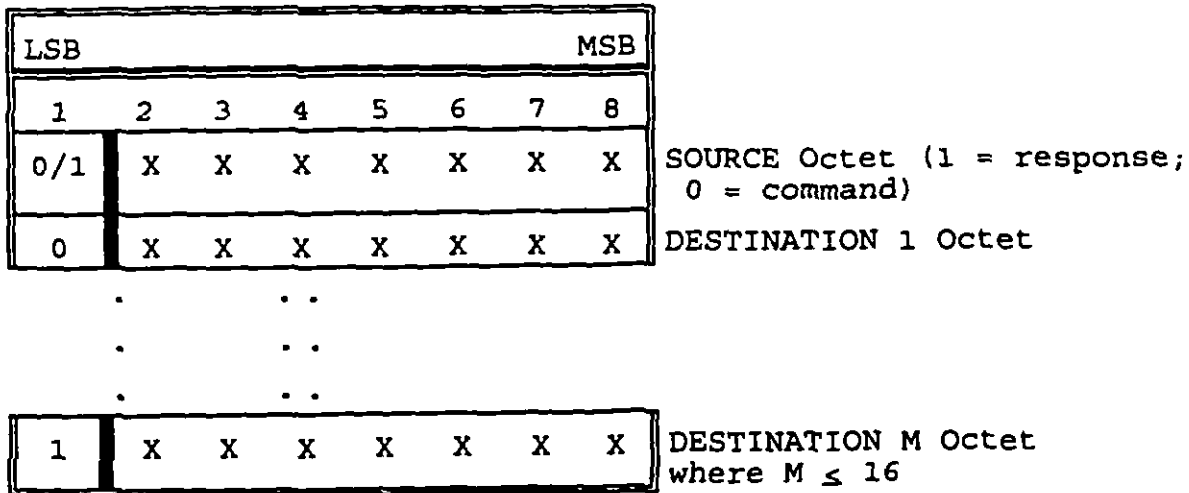 LSB MSB
1 2 3 4 5 6 7 8
0/1 X X X X X X X SOURCE Octet (1 = response;
0 = command)
0 X X X X X X X DESTINATION 1 Octet
. . .
. . .
. . .
1 X X X X X X X DESTINATION M Octet
where M ≤ 16